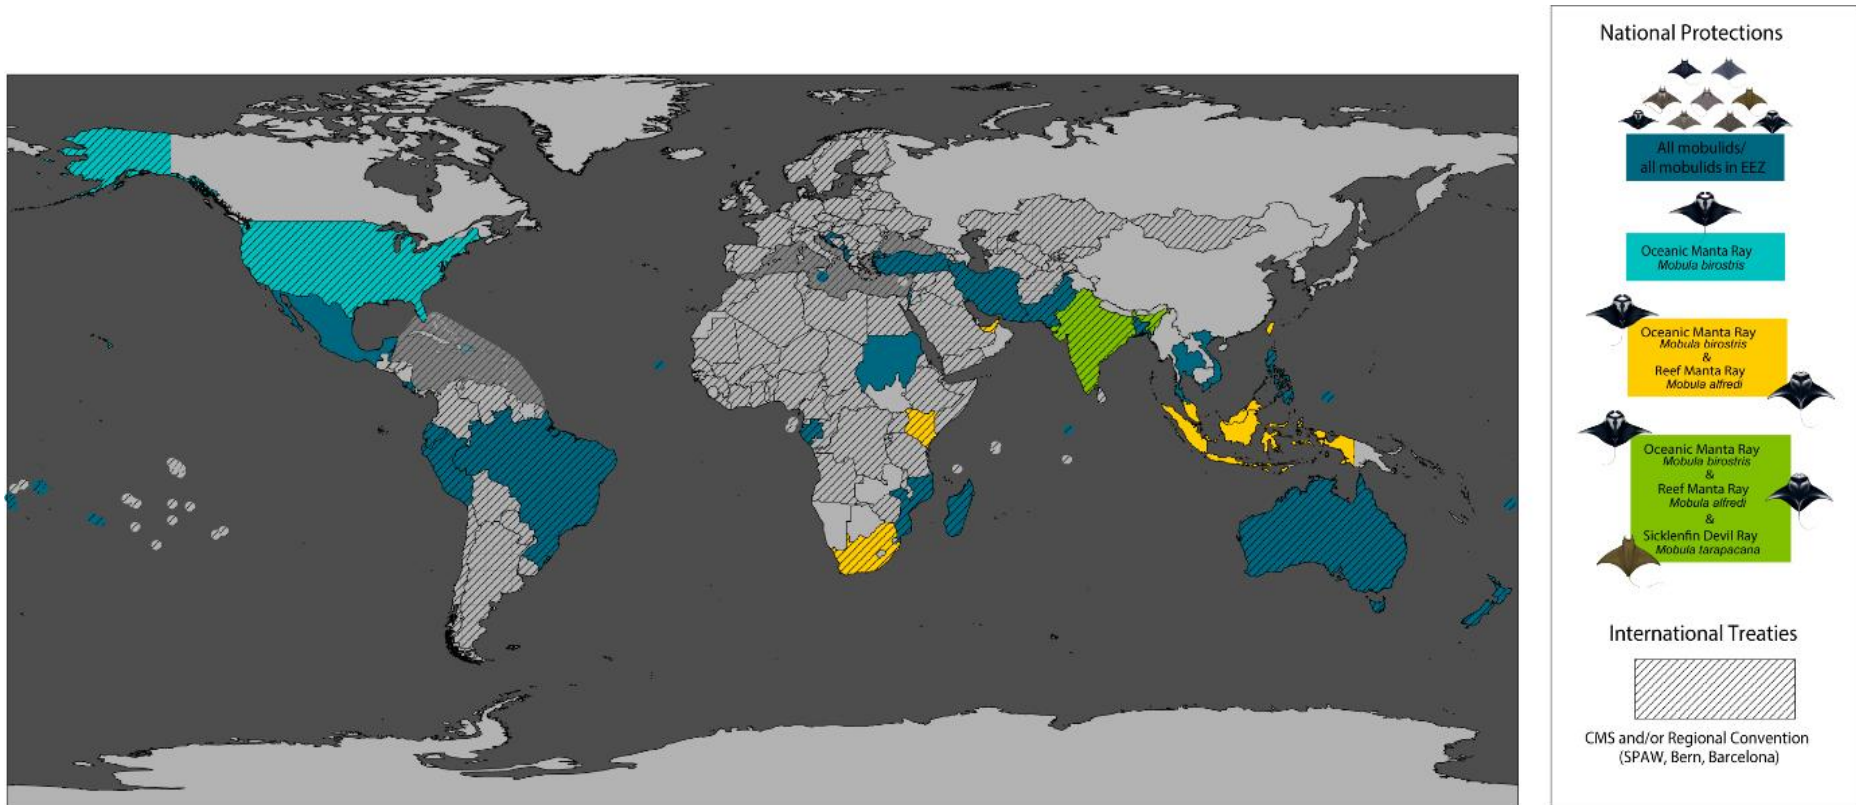 National Protections
All mobulids/
all mobulids in EEZ
Oceanic Manta Ray
Mobula birostris
Oceanic Manta Ray
Mobula birostris
&
Reef Manta Ray
Mobula alfredi
Oceanic Manta Ray
Mobula birostris
&
Reef Manta Ray
Mobula alfredi
&
Sicklenfin Devil Ray
Mobula tarapacana
International Treaties
CMS and/or Regional Convention
(SPAW, Bern, Barcelona)